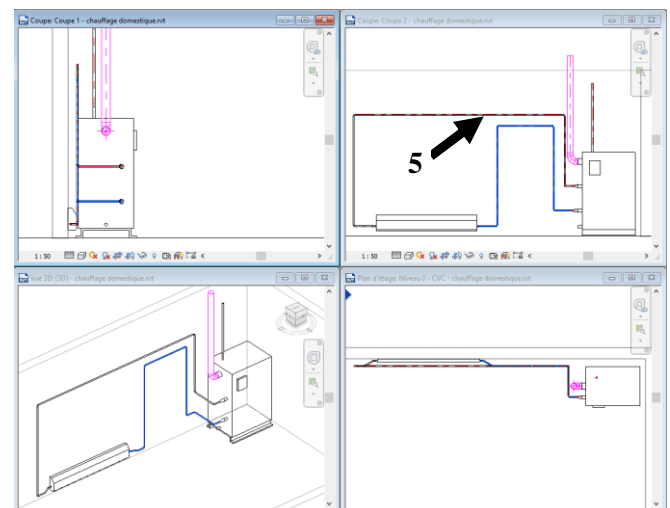 Coupe: Coupe 1 - chauffage domestique.rvt
Coupe: Coupe 2 - chauffage domestique.rvt
5
1 : 50
1 : 50
Vue 3D: {3D} - chauffage domestique.rvt
Plan d'étage: Niveau 0 - CVC - chauffage domestique.rvt